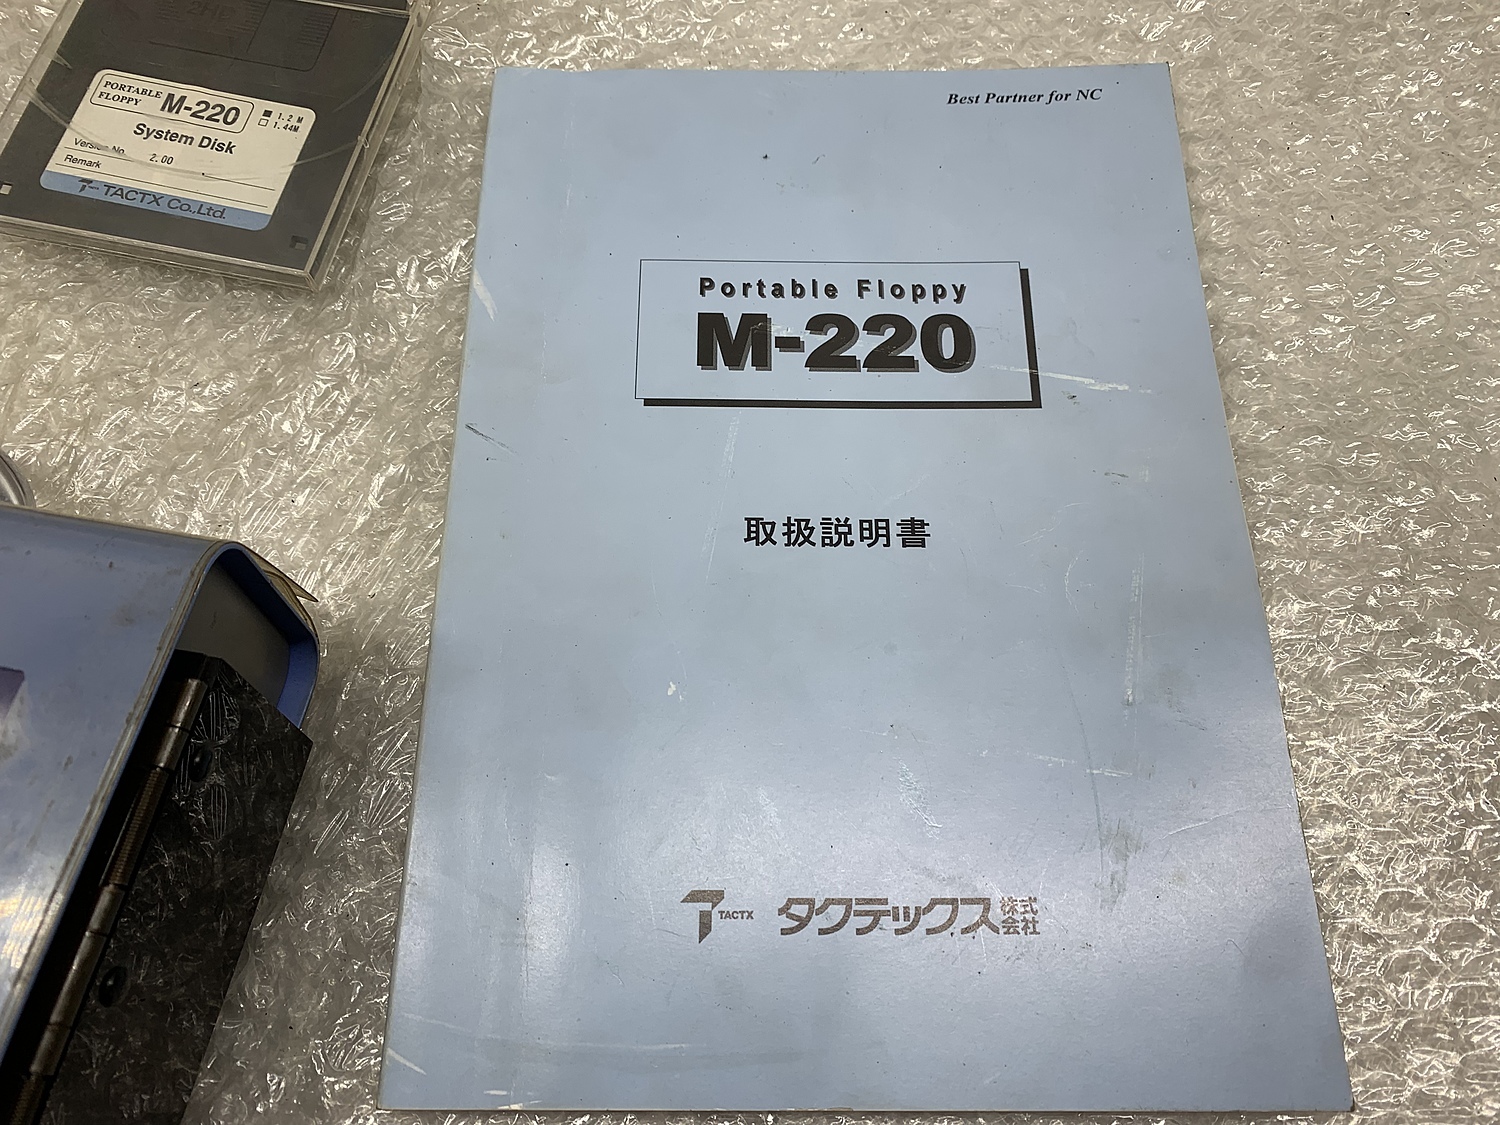 2HD
PORTABLE
FLOPPY
M-220
1.2 M
1.44M
System Disk
Version No. 2.00
Remark
TACTX Co.,Ltd.
Best Partner for NC
Portable Floppy
M-220
取扱説明書
TACTX
タクテックス株式会社